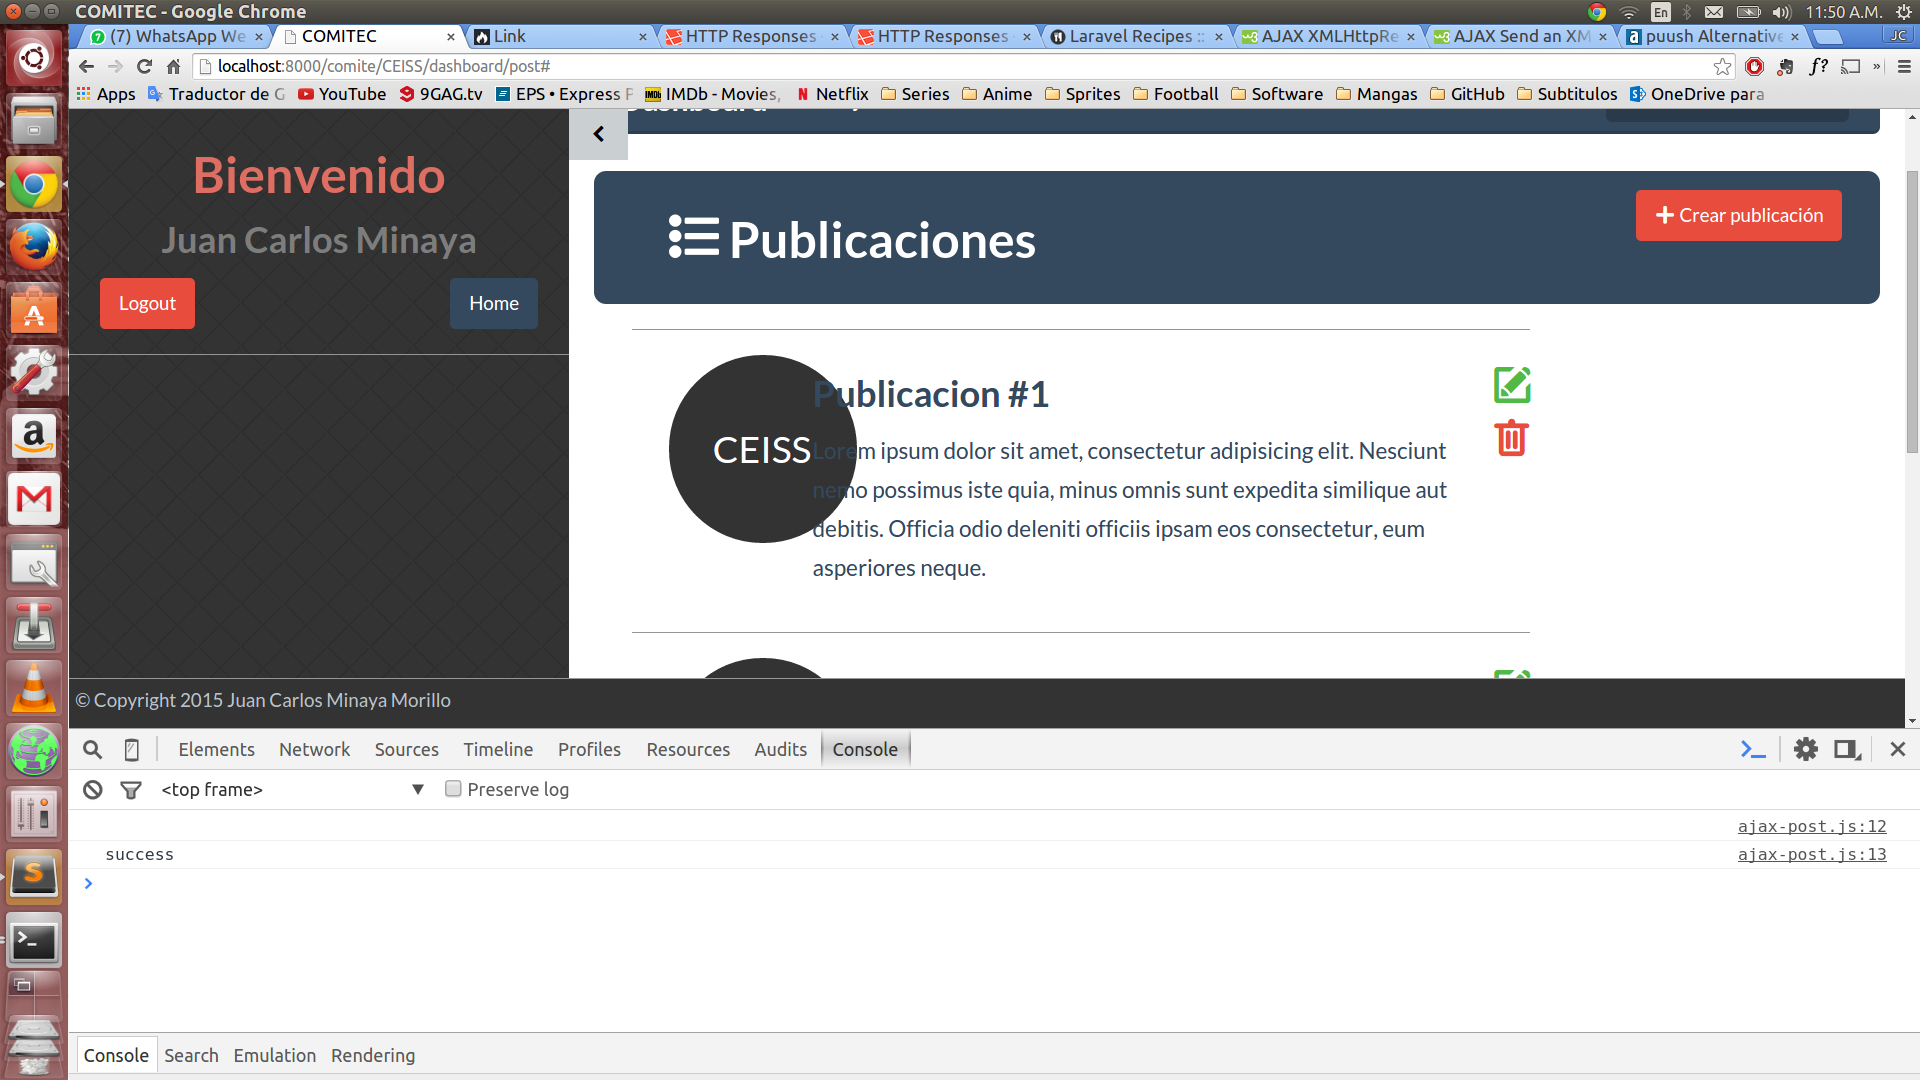 COMITEC - Google Chrome
En
11:50 A.M.
(7) WhatsApp We
COMITEC
Link
HTTP Responses
HTTP Responses
Laravel Recipes ::
AJAX XMLHttpRe
AJAX Send an XM
puush Alternative
JC
localhost:8000/comite/CEISS/dashboard/post#
f?
»
Apps
Traductor de G
YouTube
9GAG.tv
EPS • Express F
IMDb - Movies,
Netflix
Series
Anime
Sprites
Football
Software
Mangas
GitHub
Subtitulos
OneDrive para
Bienvenido
Juan Carlos Minaya
Logout
Home
Publicaciones
Crear publicación
CEISS
Publicacion #1
Lorem ipsum dolor sit amet, consectetur adipisicing elit. Nesciunt
nemo possimus iste quia, minus omnis sunt expedita similique aut
debitis. Officia odio deleniti officiis ipsam eos consectetur, eum
asperiores neque.
© Copyright 2015 Juan Carlos Minaya Morillo
Elements Network Sources Timeline Profiles Resources Audits Console
<top frame> Preserve log
ajax-post.js:12
success ajax-post.js:13
Console Search Emulation Rendering